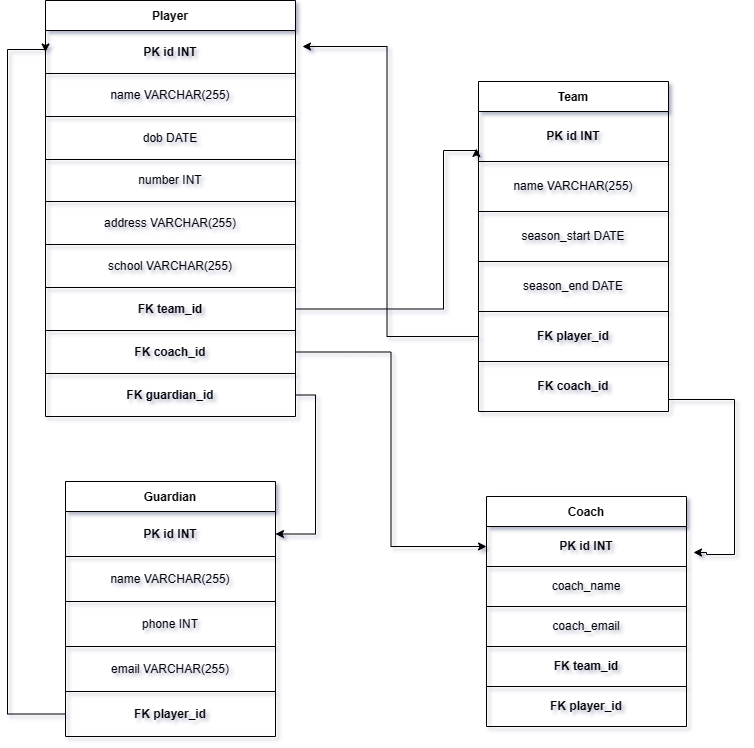 Player
PK id INT
name VARCHAR(255)
dob DATE
number INT
address VARCHAR(255)
school VARCHAR(255)
FK team_id
FK coach_id
FK guardian_id
Team
PK id INT
name VARCHAR(255)
season_start DATE
season_end DATE
FK player_id
FK coach_id
Guardian
PK id INT
name VARCHAR(255)
phone INT
email VARCHAR(255)
FK player_id
Coach
PK id INT
coach_name
coach_email
FK team_id
FK player_id